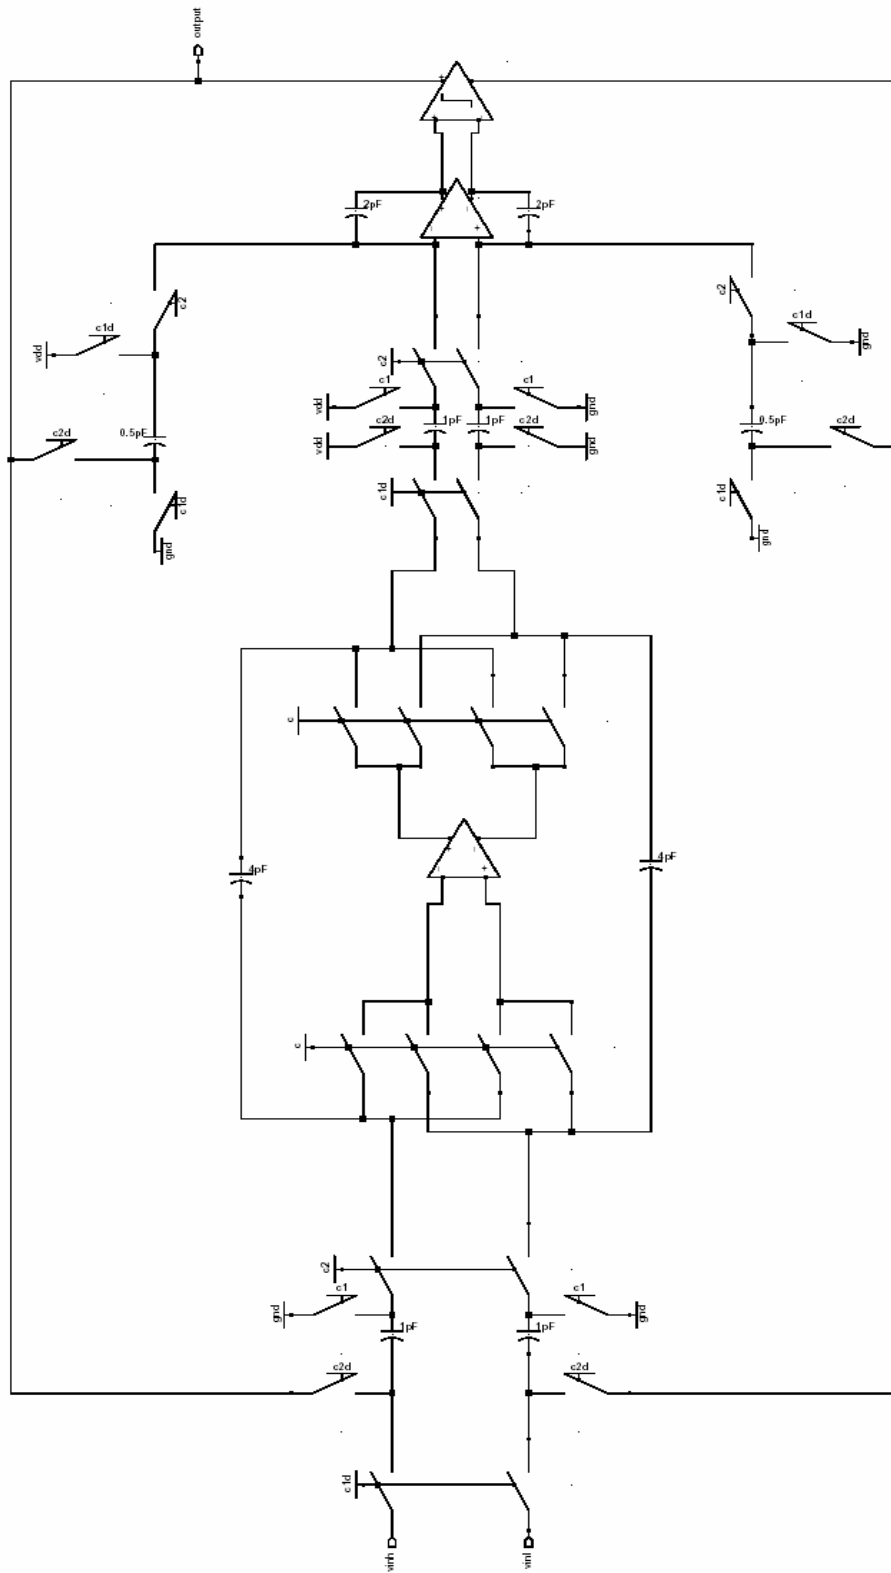 output
2pF
2pF
c2
c2
c1d
c1d
vdd
gnd
c2
c1
c1
vdd
gnd
c2d
0.5pF
1pF
1pF
0.5pF
c2d
c2d
c2d
vdd
gnd
c1d
c1d
c1d
gnd
gnd
c
4pF
4pF
c
c2
c1
c1
gnd
gnd
1pF
1pF
c2d
c2d
c1d
vinh
vinl